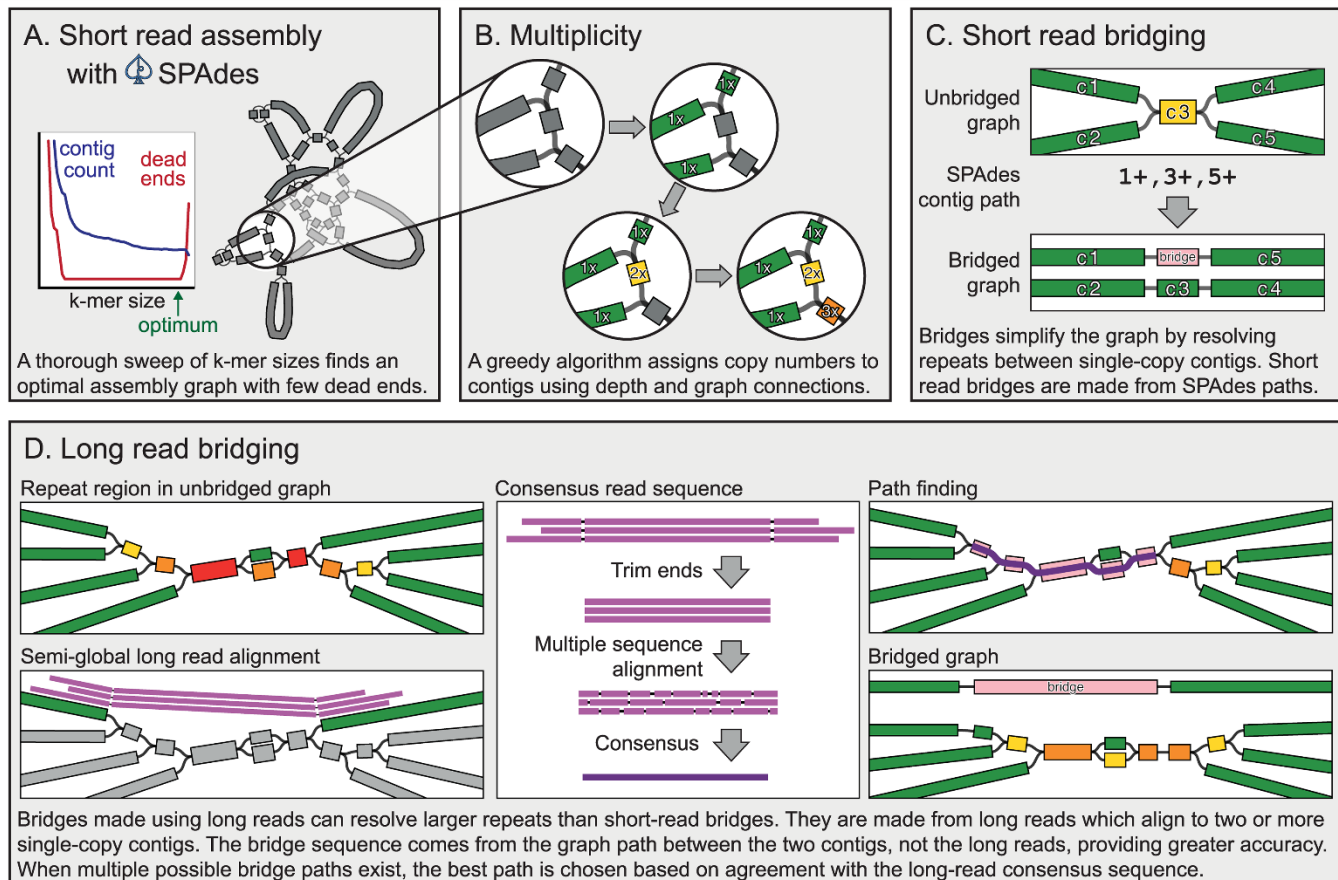 A. Short read assembly
with SPAdes
contig
count
dead
ends
k-mer size
optimum
A thorough sweep of k-mer sizes finds an
optimal assembly graph with few dead ends.
B. Multiplicity
1x
1x
1x
1x
1x
2x
1x
1x
1x
2x
1x
3x
A greedy algorithm assigns copy numbers to
contigs using depth and graph connections.
C. Short read bridging
Unbridged
graph
c1
c2
c3
c4
c5
SPAdes
contig path
1+,3+,5+
Bridged
graph
c1
bridge
c5
c2
c3
c4
Bridges simplify the graph by resolving
repeats between single-copy contigs. Short
read bridges are made from SPAdes paths.
D. Long read bridging
Repeat region in unbridged graph
Semi-global long read alignment
Consensus read sequence
Trim ends
Multiple sequence
alignment
Consensus
Path finding
Bridged graph
bridge
Bridges made using long reads can resolve larger repeats than short-read bridges. They are made from long reads which align to two or more
single-copy contigs. The bridge sequence comes from the graph path between the two contigs, not the long reads, providing greater accuracy.
When multiple possible bridge paths exist, the best path is chosen based on agreement with the long-read consensus sequence.